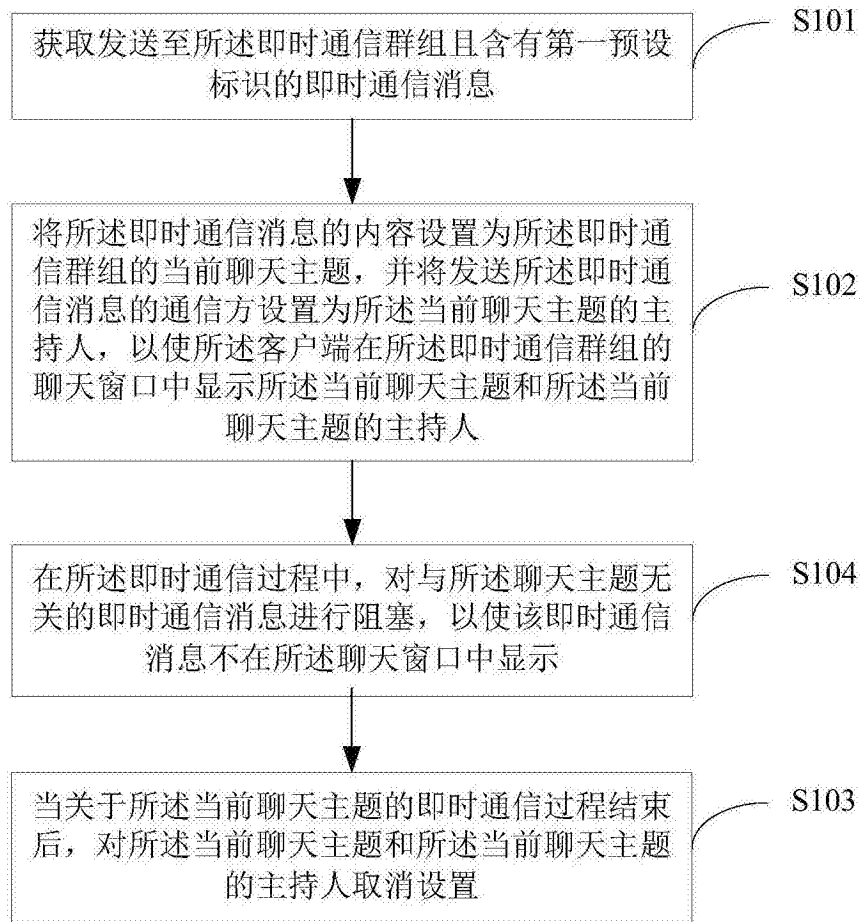 获取发送至所述即时通信群组且含有第一预设
标识的即时通信消息
S101
将所述即时通信消息的内容设置为所述即时通
信群组的当前聊天主题，并将发送所述即时通
信消息的通信方设置为所述当前聊天主题的主
持人，以使所述客户端在所述即时通信群组的
聊天窗口中显示所述当前聊天主题和所述当前
聊天主题的主持人
S102
在所述即时通信过程中，对与所述聊天主题无
关的即时通信消息进行阻塞，以使该即时通信
消息不在所述聊天窗口中显示
S104
当关于所述当前聊天主题的即时通信过程结束
后，对所述当前聊天主题和所述当前聊天主题
的主持人取消设置
S103